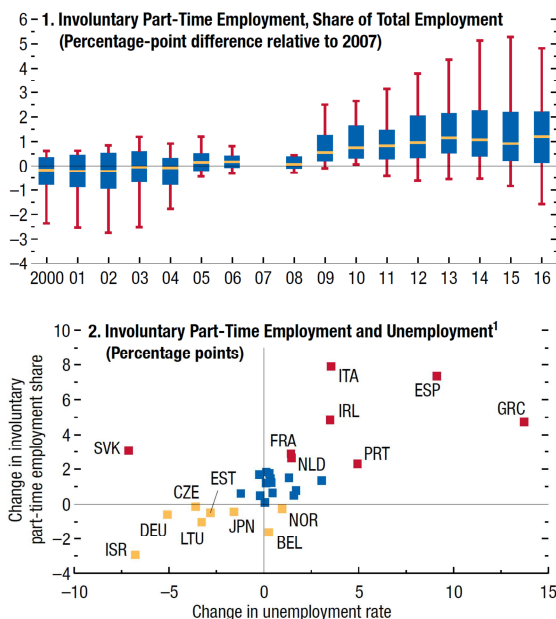 1. Involuntary Part-Time Employment, Share of Total Employment
(Percentage-point difference relative to 2007)
6
5
4
3
2
1
0
−1
−2
−3
−4
2000 01 02 03 04 05 06 07 08 09 10 11 12 13 14 15 16
2. Involuntary Part-Time Employment and Unemployment¹
(Percentage points)
Change in involuntary
part-time employment share
10
8
6
4
2
0
−2
−4
ITA
ESP
IRL
GRC
FRA
SVK
NLD
PRT
EST
CZE
DEU
JPN
NOR
LTU
BEL
ISR
−10 −5 0 5 10 15
Change in unemployment rate